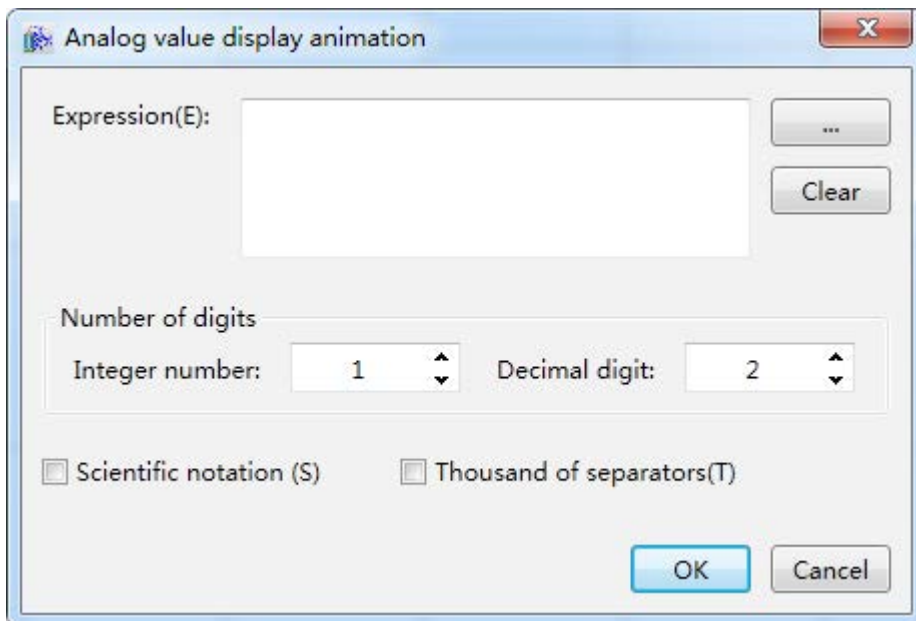 Analog value display animation
Expression(E):
...
Clear
Number of digits
Integer number: 1 Decimal digit: 2
Scientific notation (S) Thousand of separators(T)
OK Cancel